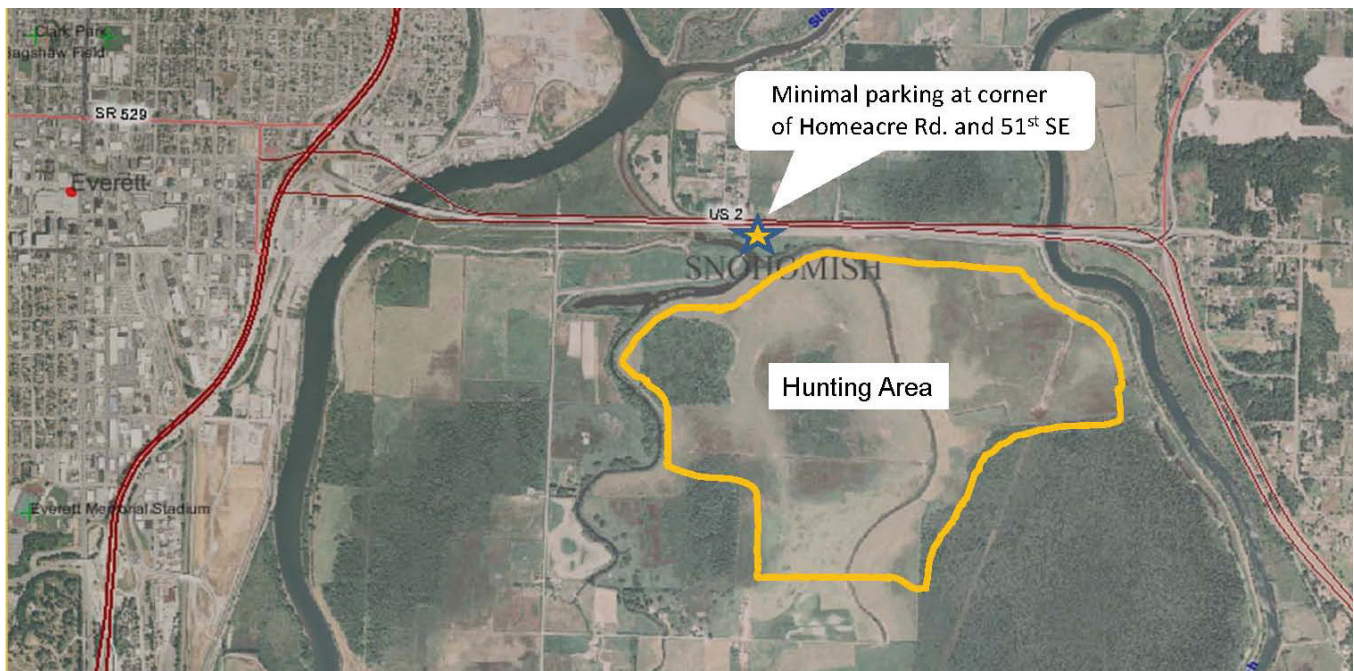 Clark Park
Bagshaw Field
SR 529
Everett
Minimal parking at corner
of Homeacre Rd. and 51st SE
US 2
SNOHOMISH
Hunting Area
Everett Memorial Stadium